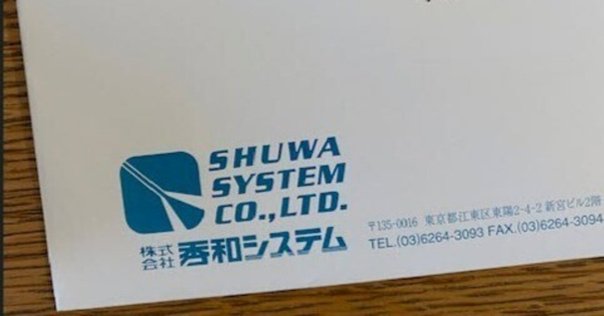 SHUWA
SYSTEM
CO.,LTD.
株式会社 秀和システム
〒135-0016 東京都江東区東陽2-4-2 新宮ビル2階
TEL.(03)6264-3093 FAX.(03)6264-3094